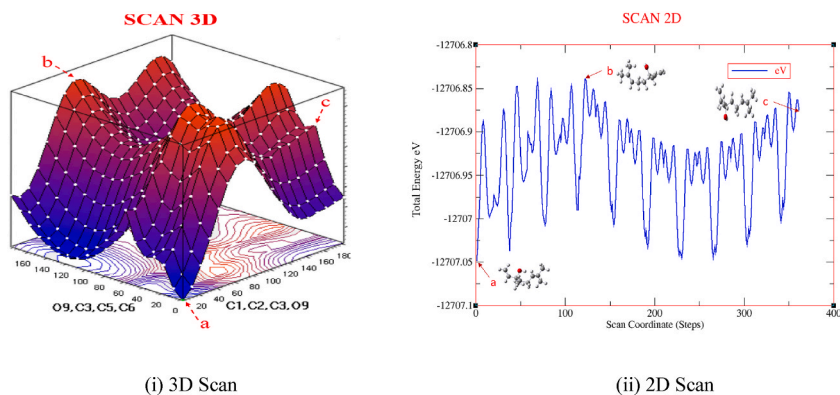 SCAN 3D
b
c
160
140
120
100
80
60
40
20
0
0
20
40
60
80
100
120
140
160
180
O9,C3,C5,C6
C1,C2,C3,O9
a
(i) 3D Scan
SCAN 2D
-12706.8
-12706.85
-12706.9
-12706.95
-12707
-12707.05
-12707.1
Total Energy eV
b
eV
c
a
0
100
200
300
400
Scan Coordinate (Steps)
(ii) 2D Scan